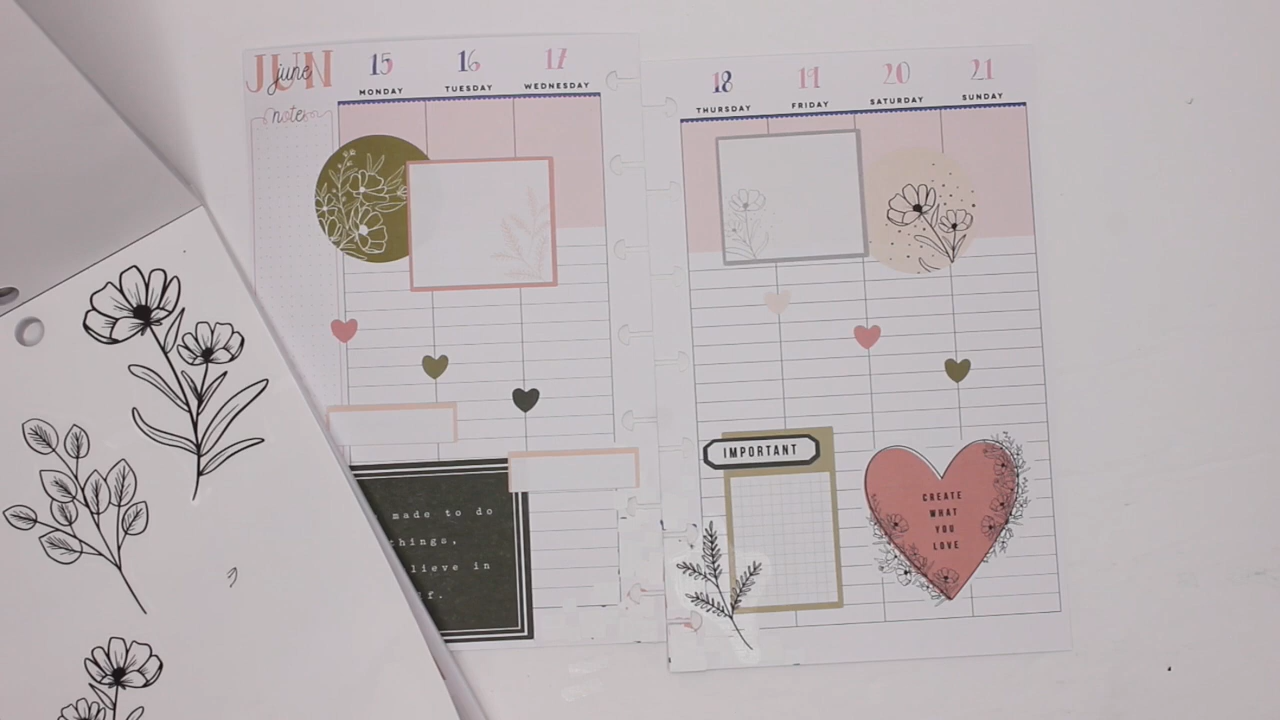 JUN
june
notes
15
16
17
MONDAY
TUESDAY
WEDNESDAY
18
19
20
21
THURSDAY
FRIDAY
SATURDAY
SUNDAY
made to do
things,
lieve in
f.
IMPORTANT
CREATE
WHAT
YOU
LOVE